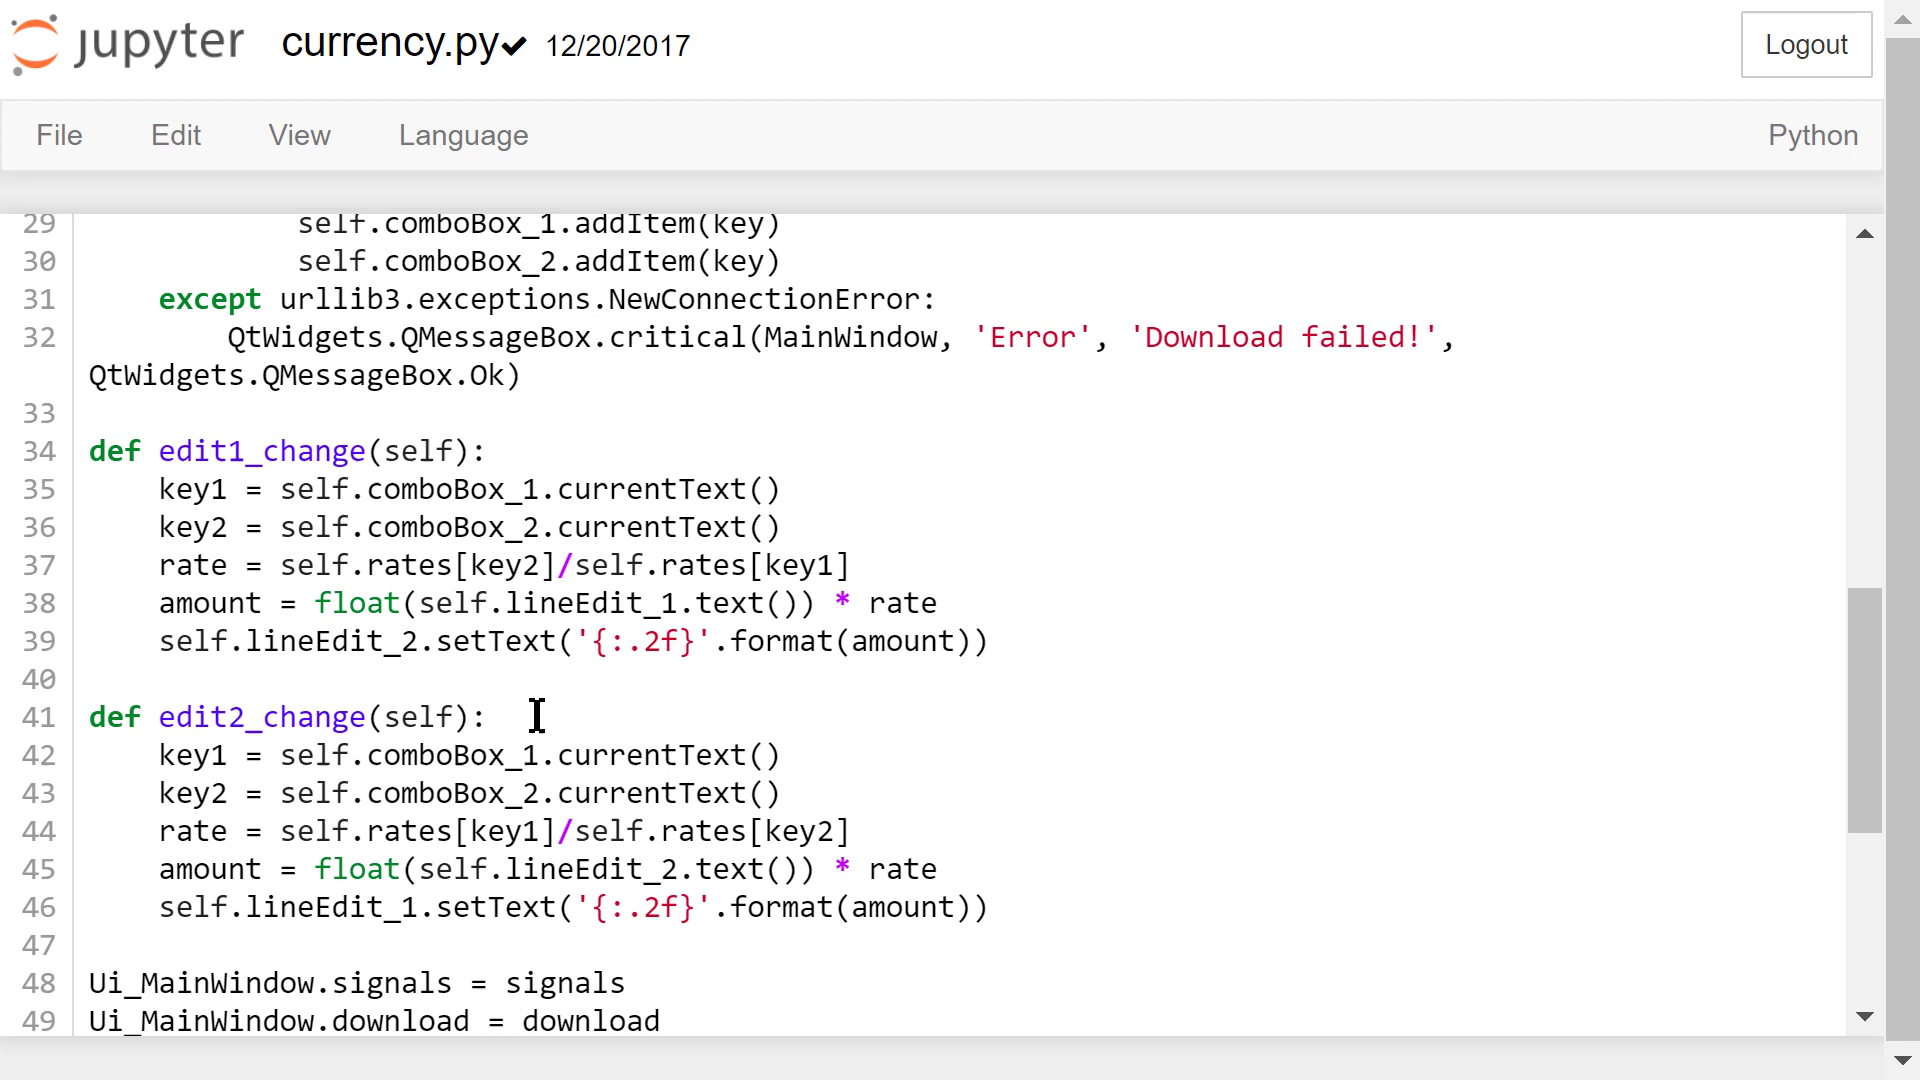 jupyter currency.py✔ 12/20/2017 Logout
File Edit View Language Python
29 self.comboBox_1.addItem(key)
30 self.comboBox_2.addItem(key)
31 except urllib3.exceptions.NewConnectionError:
32 QtWidgets.QMessageBox.critical(MainWindow, 'Error', 'Download failed!',
QtWidgets.QMessageBox.Ok)
33
34 def edit1_change(self):
35 key1 = self.comboBox_1.currentText()
36 key2 = self.comboBox_2.currentText()
37 rate = self.rates[key2]/self.rates[key1]
38 amount = float(self.lineEdit_1.text()) * rate
39 self.lineEdit_2.setText('{:.2f}'.format(amount))
40
41 def edit2_change(self):
42 key1 = self.comboBox_1.currentText()
43 key2 = self.comboBox_2.currentText()
44 rate = self.rates[key1]/self.rates[key2]
45 amount = float(self.lineEdit_2.text()) * rate
46 self.lineEdit_1.setText('{:.2f}'.format(amount))
47
48 Ui_MainWindow.signals = signals
49 Ui_MainWindow.download = download